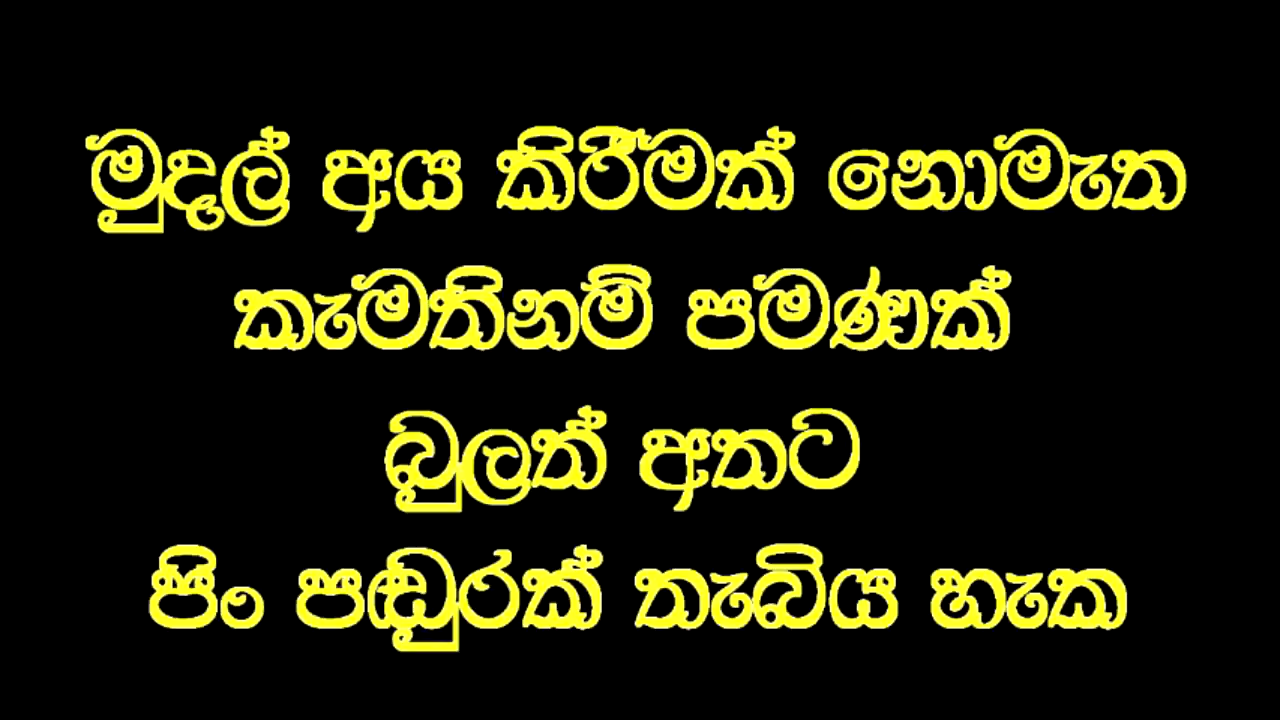 මුදල් අය කිරීමක් නොමැත
කැමතිනම් පමණක්
බුලත් අතට
පිං පඬුරක් තැබිය හැක